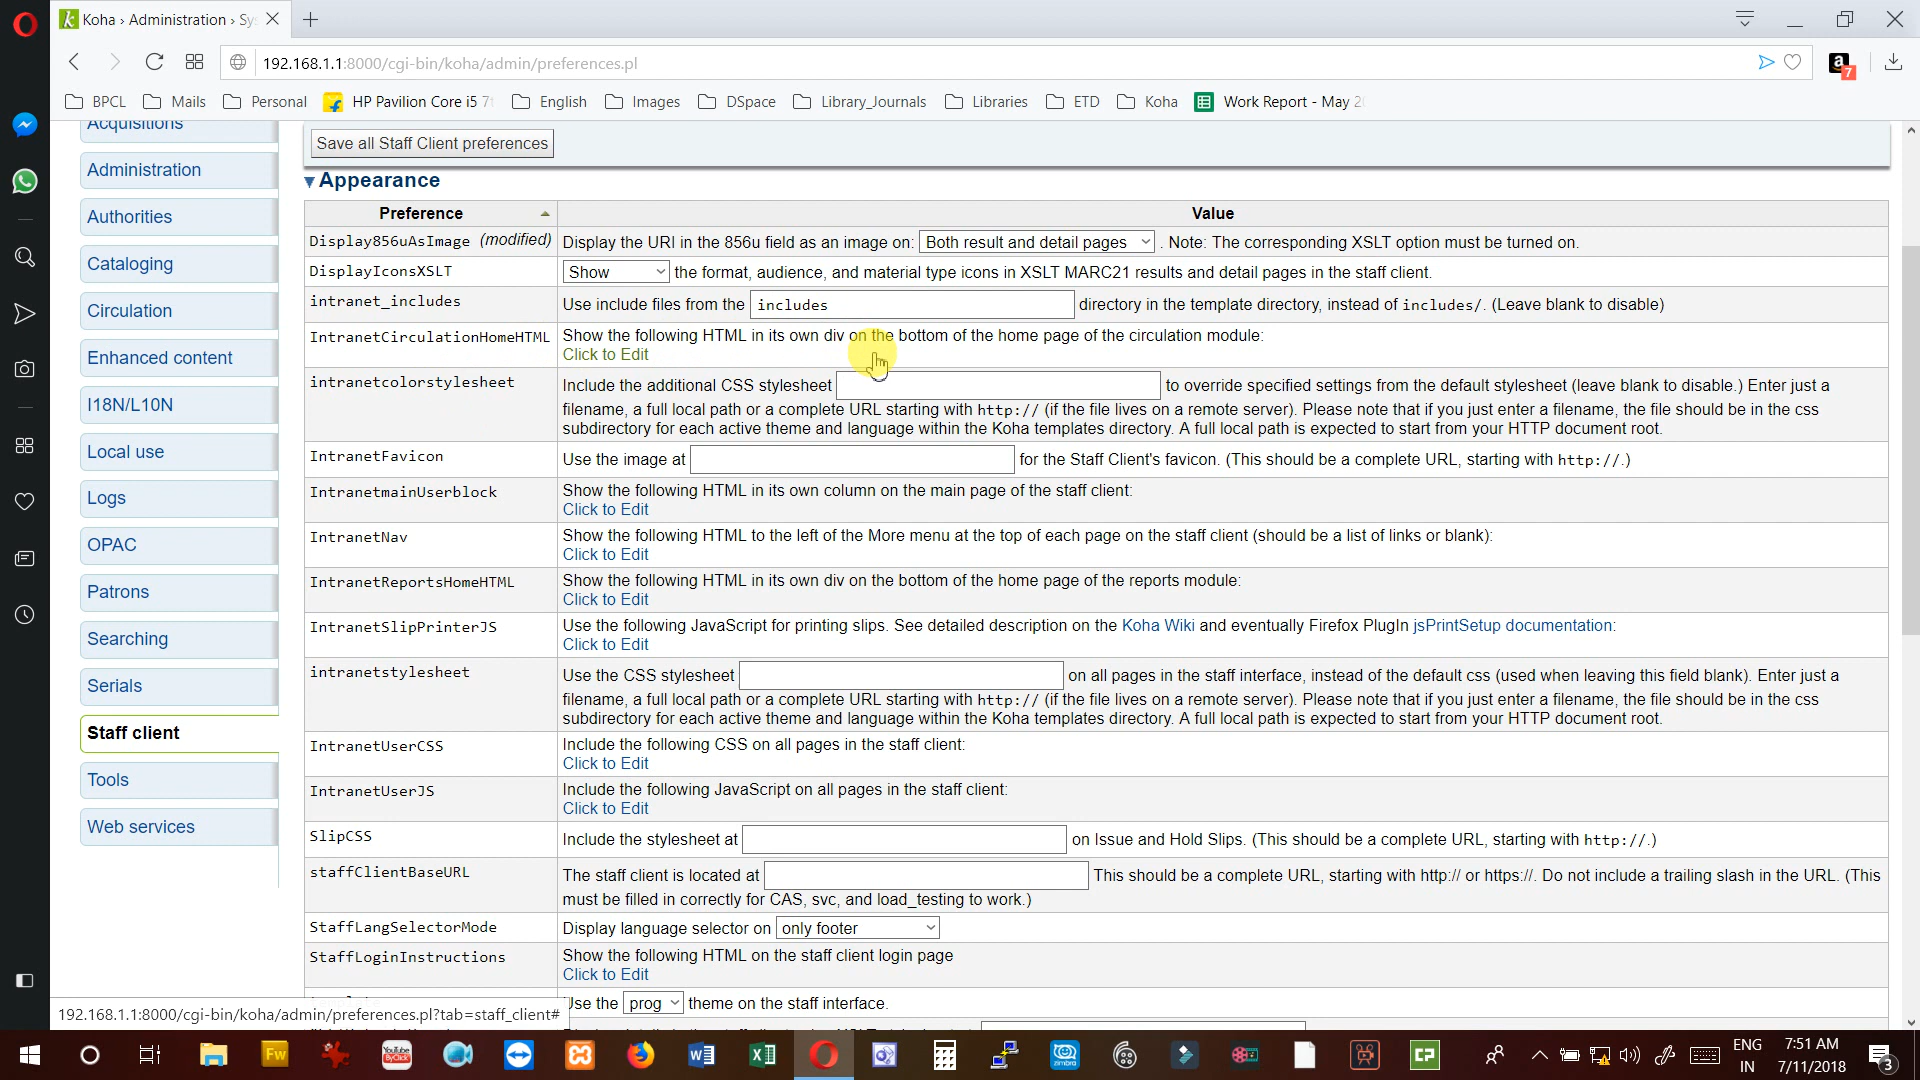 Koha › Administration › Sy
192.168.1.1:8000/cgi-bin/koha/admin/preferences.pl
a
7
BPCL
Mails
Personal
HP Pavilion Core i5 7
English
Images
DSpace
Library_Journals
Libraries
ETD
Koha
Work Report - May 2
Acquisitions
Administration
Authorities
Cataloging
Circulation
Enhanced content
I18N/L10N
Local use
Logs
OPAC
Patrons
Searching
Serials
Staff client
Tools
Web services
Save all Staff Client preferences
Appearance
Preference Value
Display856uAsImage (modified) Display the URI in the 856u field as an image on: Both result and detail pages . Note: The corresponding XSLT option must be turned on.
DisplayIconsXSLT Show the format, audience, and material type icons in XSLT MARC21 results and detail pages in the staff client.
intranet_includes Use include files from the includes directory in the template directory, instead of includes/. (Leave blank to disable)
IntranetCirculationHomeHTML Show the following HTML in its own div on the bottom of the home page of the circulation module:
Click to Edit
intranetcolorstylesheet Include the additional CSS stylesheet to override specified settings from the default stylesheet (leave blank to disable.) Enter just a
filename, a full local path or a complete URL starting with http:// (if the file lives on a remote server). Please note that if you just enter a filename, the file should be in the css
subdirectory for each active theme and language within the Koha templates directory. A full local path is expected to start from your HTTP document root.
IntranetFavicon Use the image at for the Staff Client's favicon. (This should be a complete URL, starting with http://.)
IntranetmainUserblock Show the following HTML in its own column on the main page of the staff client:
Click to Edit
IntranetNav Show the following HTML to the left of the More menu at the top of each page on the staff client (should be a list of links or blank):
Click to Edit
IntranetReportsHomeHTML Show the following HTML in its own div on the bottom of the home page of the reports module:
Click to Edit
IntranetSlipPrinterJS Use the following JavaScript for printing slips. See detailed description on the Koha Wiki and eventually Firefox PlugIn jsPrintSetup documentation:
Click to Edit
intranetstylesheet Use the CSS stylesheet on all pages in the staff interface, instead of the default css (used when leaving this field blank). Enter just a
filename, a full local path or a complete URL starting with http:// (if the file lives on a remote server). Please note that if you just enter a filename, the file should be in the css
subdirectory for each active theme and language within the Koha templates directory. A full local path is expected to start from your HTTP document root.
IntranetUserCSS Include the following CSS on all pages in the staff client:
Click to Edit
IntranetUserJS Include the following JavaScript on all pages in the staff client:
Click to Edit
SlipCSS Include the stylesheet at on Issue and Hold Slips. (This should be a complete URL, starting with http://.)
staffClientBaseURL The staff client is located at This should be a complete URL, starting with http:// or https://. Do not include a trailing slash in the URL. (This
must be filled in correctly for CAS, svc, and load_testing to work.)
StaffLangSelectorMode Display language selector on only footer
StaffLoginInstructions Show the following HTML on the staff client login page
Click to Edit
Use the prog theme on the staff interface.
192.168.1.1:8000/cgi-bin/koha/admin/preferences.pl?tab=staff_client#
Fw
YouTube
ByClick
zimbra
CP
ENG
IN
7:51 AM
7/11/2018
3